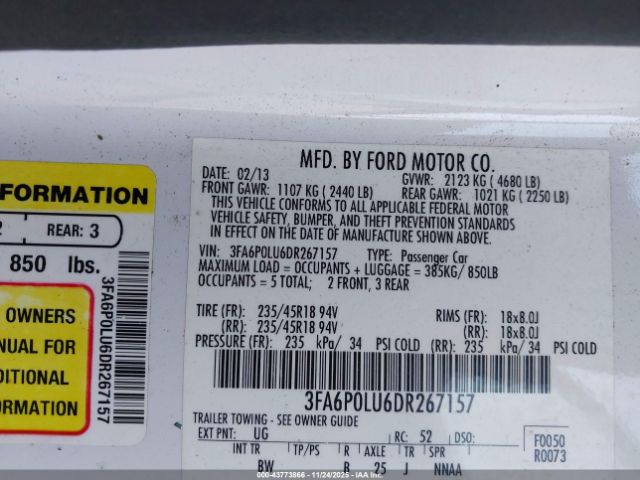 FORMATION
REAR: 3
850 lbs.
OWNERS
NUAL FOR
DITIONAL
FORMATION
3FA6P0LU6DR267157
MFD. BY FORD MOTOR CO.
DATE: 02/13 GVWR: 2123 KG ( 4680 LB)
FRONT GAWR: 1107 KG ( 2440 LB) REAR GAWR: 1021 KG ( 2250 LB)
THIS VEHICLE CONFORMS TO ALL APPLICABLE FEDERAL MOTOR
VEHICLE SAFETY, BUMPER, AND THEFT PREVENTION STANDARDS
IN EFFECT ON THE DATE OF MANUFACTURE SHOWN ABOVE.
VIN: 3FA6P0LU6DR267157 TYPE: Passenger Car
MAXIMUM LOAD = OCCUPANTS + LUGGAGE = 385KG/ 850LB
OCCUPANTS = 5 TOTAL; 2 FRONT, 3 REAR
TIRE (FR): 235/45R18 94V RIMS (FR): 18x8.0J
(RR): 235/45R18 94V (RR): 18x8.0J
PRESSURE (FR): 235 kPa/ 34 PSI COLD (RR): 235 kPa/ 34 PSI COLD
3FA6P0LU6DR267157
TRAILER TOWING - SEE OWNER GUIDE
EXT PNT: UG RC: 52 DSO: F0050
R0073
INT TR TP/PS R AXLE TR SPR
BW B 25 J NNAA
© IAAI - 43773866 - 11/24/2025 - IAAI.COM